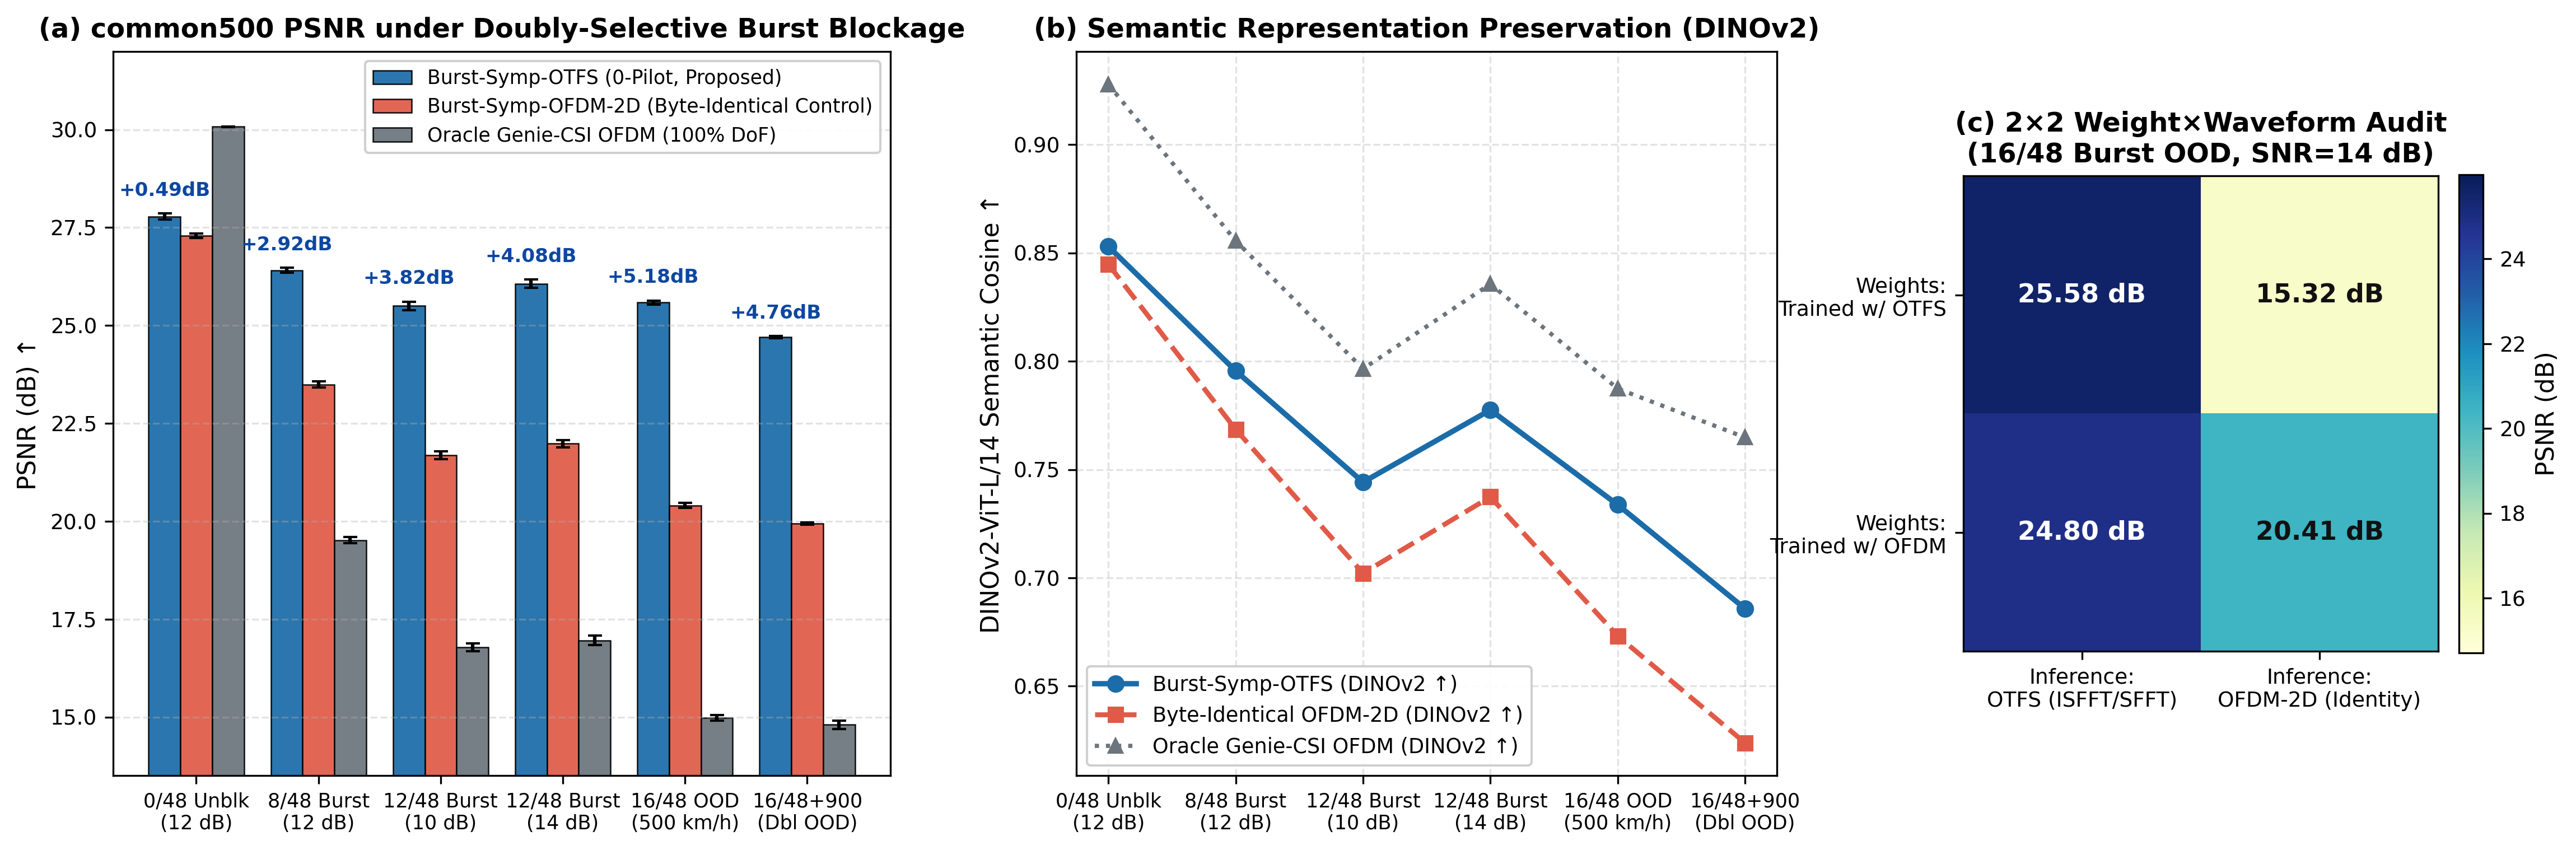 (a) common500 PSNR under Doubly-Selective Burst Blockage
PSNR (dB) ↑
30.0
27.5
25.0
22.5
20.0
17.5
15.0
Burst-Symp-OTFS (0-Pilot, Proposed)
Burst-Symp-OFDM-2D (Byte-Identical Control)
Oracle Genie-CSI OFDM (100% DoF)
+0.49dB
+2.92dB
+3.82dB
+4.08dB
+5.18dB
+4.76dB
0/48 Unblk
(12 dB)
8/48 Burst
(12 dB)
12/48 Burst
(10 dB)
12/48 Burst
(14 dB)
16/48 OOD
(500 km/h)
16/48+900
(Dbl OOD)
(b) Semantic Representation Preservation (DINOv2)
DINOv2-ViT-L/14 Semantic Cosine ↑
0.90
0.85
0.80
0.75
0.70
0.65
Burst-Symp-OTFS (DINOv2 ↑)
Byte-Identical OFDM-2D (DINOv2 ↑)
Oracle Genie-CSI OFDM (DINOv2 ↑)
0/48 Unblk
(12 dB)
8/48 Burst
(12 dB)
12/48 Burst
(10 dB)
12/48 Burst
(14 dB)
16/48 OOD
(500 km/h)
16/48+900
(Dbl OOD)
(c) 2×2 Weight×Waveform Audit
(16/48 Burst OOD, SNR=14 dB)
Weights:
Trained w/ OTFS
25.58 dB
15.32 dB
Weights:
Trained w/ OFDM
24.80 dB
20.41 dB
Inference:
OTFS (ISFFT/SFFT)
Inference:
OFDM-2D (Identity)
24
22
20
18
16
PSNR (dB)